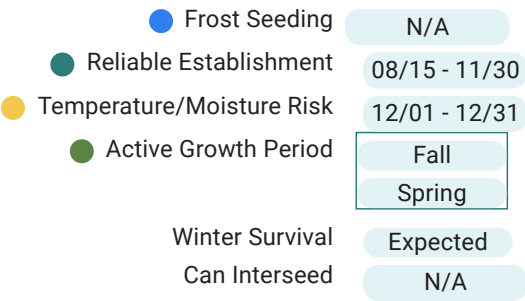 Frost Seeding N/A
Reliable Establishment 08/15 - 11/30
Temperature/Moisture Risk 12/01 - 12/31
Active Growth Period Fall
Spring
Winter Survival Expected
Can Interseed N/A